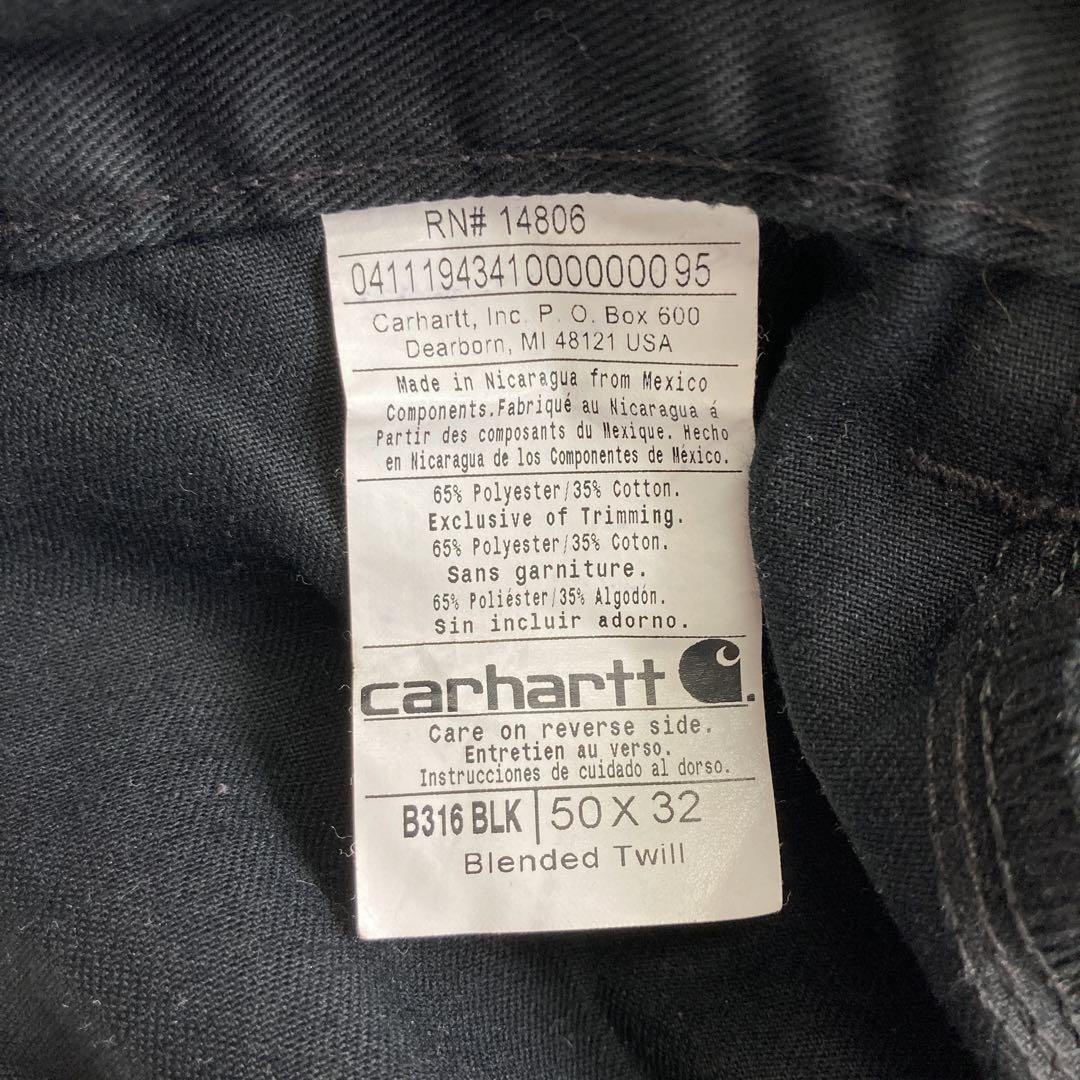 RN# 14806
04111943410000000095
Carhartt, Inc. P. O. Box 600
Dearborn, MI 48121 USA
Made in Nicaragua from Mexico
Components.Fabriqué au Nicaragua á
Partir des composants du Mexique. Hecho
en Nicaragua de los Componentes de México.
65% Polyester/35% Cotton.
Exclusive of Trimming.
65% Polyester/35% Coton.
Sans garniture.
65% Poliéster/35% Algodón.
Sin incluir adorno.
carhartt
Care on reverse side.
Entretien au verso.
Instrucciones de cuidado al dorso.
B316 BLK | 50 X 32
Blended Twill